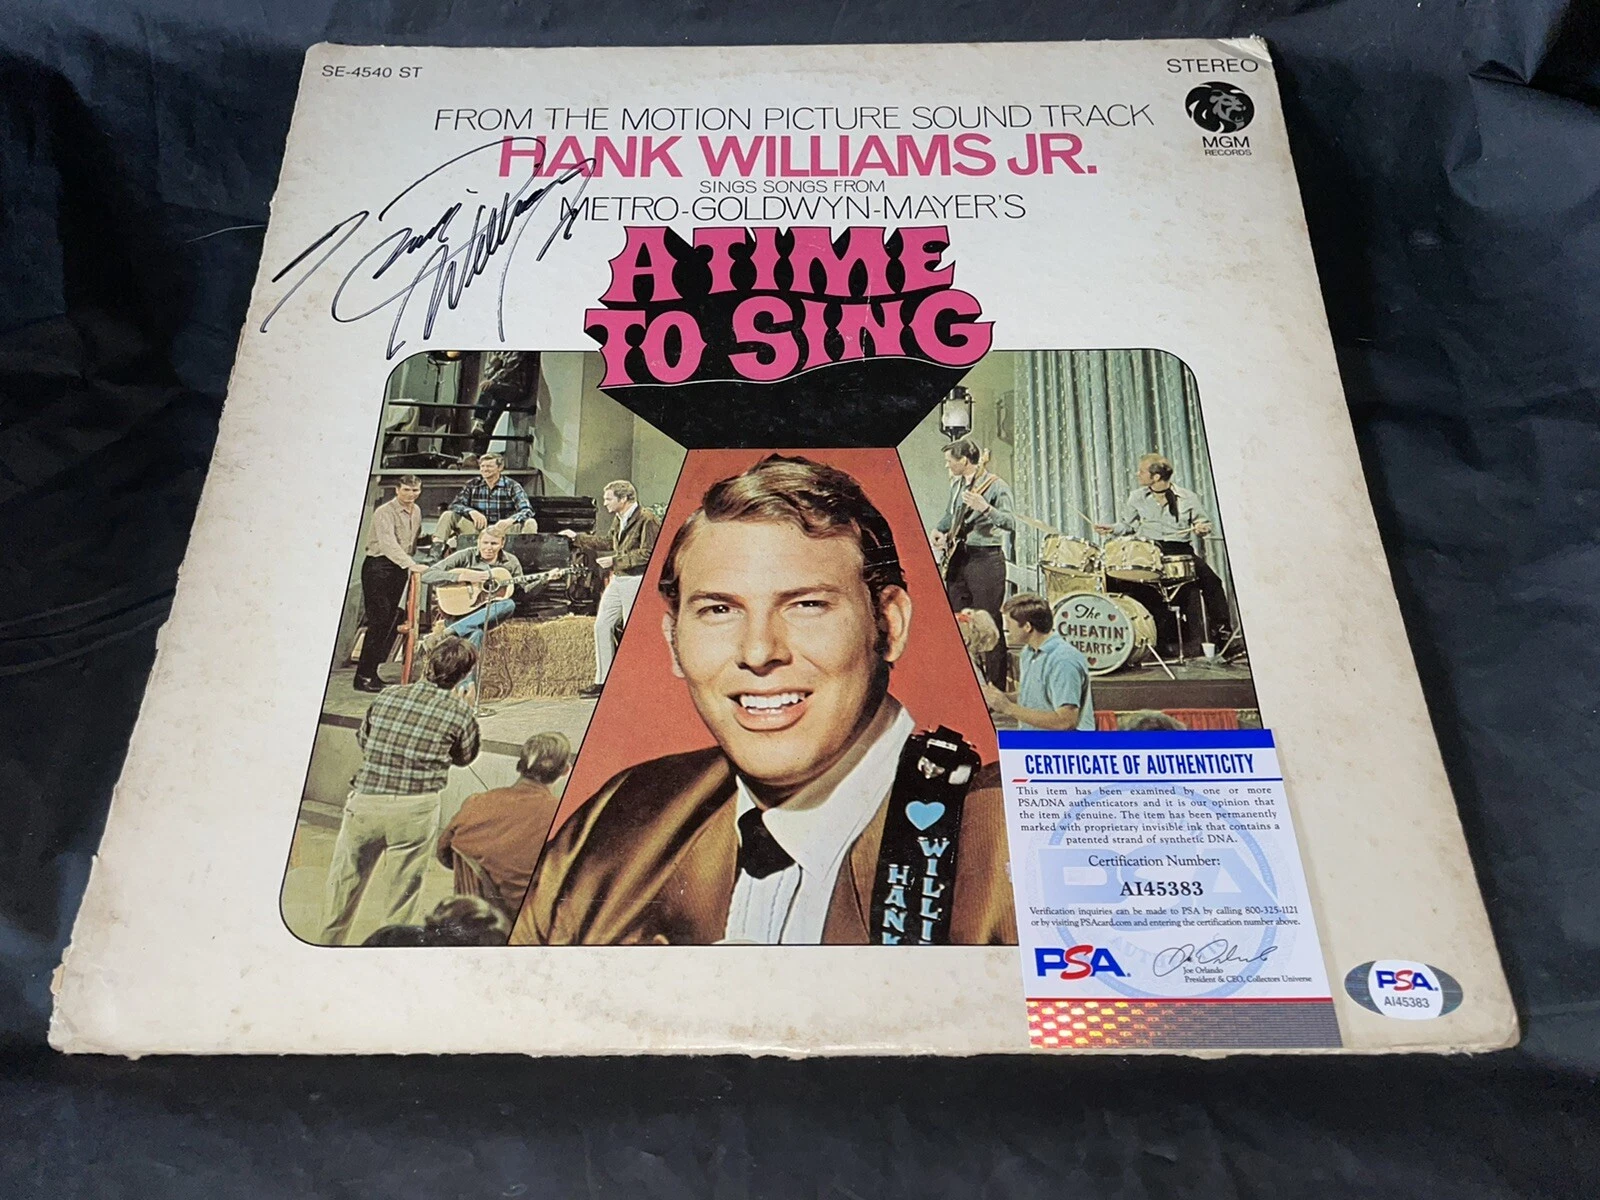 SE-4540 ST
STEREO
MGM
RECORDS
FROM THE MOTION PICTURE SOUND TRACK
HANK WILLIAMS JR.
SINGS SONGS FROM
METRO-GOLDWYN-MAYER'S
A TIME
TO SING
Hank Williams Jr
The
CHEATIN'
HEARTS
HANK
WILLI
CERTIFICATE OF AUTHENTICITY
This item has been examined by one or more
PSA/DNA authenticators and it is our opinion that
the item is genuine. The item has been permanently
marked with proprietary invisible ink that contains a
patented strand of synthetic DNA.
Certification Number:
AI45383
Verification inquiries can be made to PSA by calling 800-325-1121
or by visiting PSAcard.com and entering the certification number above.
PSA.
Joe Orlando
President & CEO, Collectors Universe
PSA.
AI45383